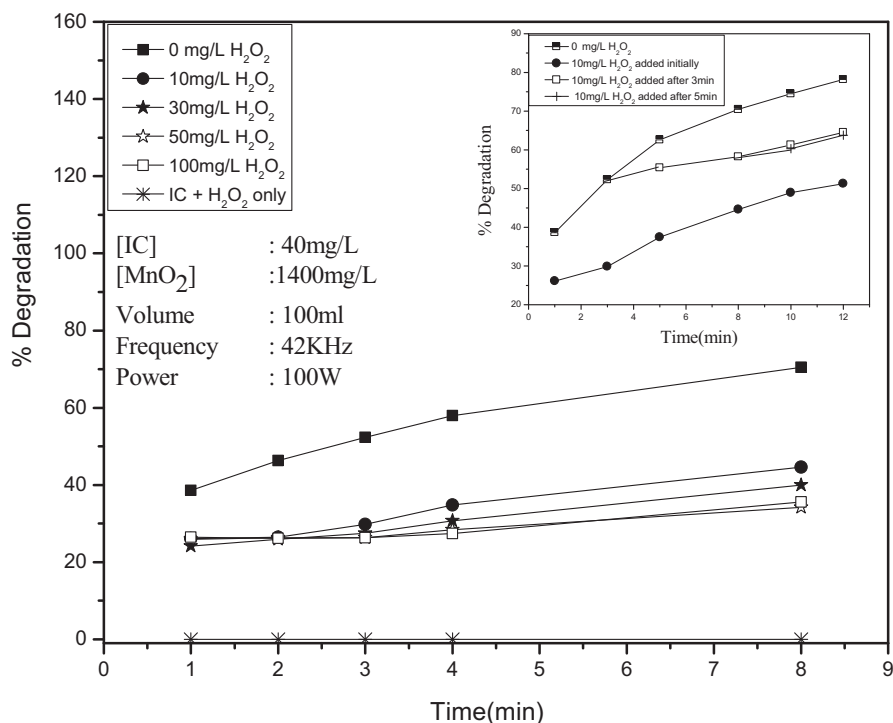 160
140
120
100
80
60
40
20
0
% Degradation
0 mg/L H₂O₂
10mg/L H₂O₂
30mg/L H₂O₂
50mg/L H₂O₂
100mg/L H₂O₂
IC + H₂O₂ only
[IC] : 40mg/L
[MnO₂] :1400mg/L
Volume : 100ml
Frequency : 42KHz
Power : 100W
90
80
70
60
50
40
30
20
% Degradation
0 mg/L H₂O₂
10mg/L H₂O₂ added initially
10mg/L H₂O₂ added after 3min
10mg/L H₂O₂ added after 5min
0 2 4 6 8 10 12
Time(min)
0 1 2 3 4 5 6 7 8 9
Time(min)